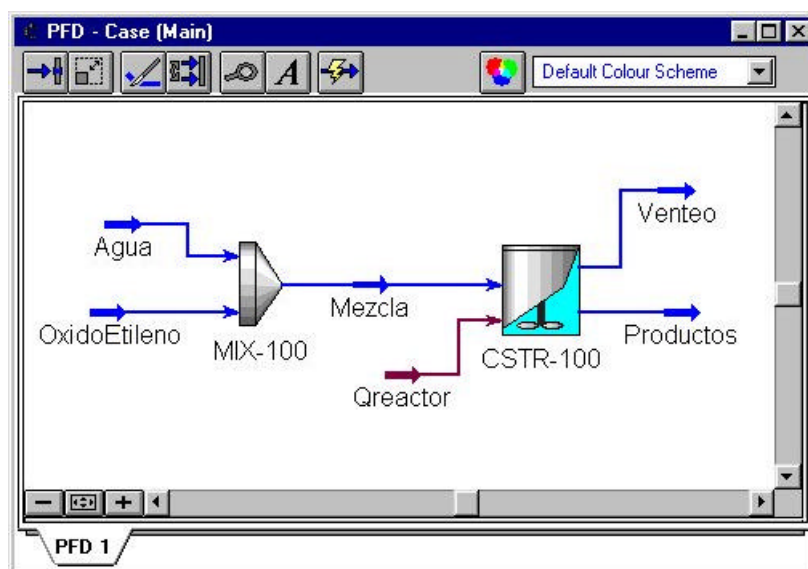 PFD - Case (Main)
A
Default Colour Scheme
Agua
OxidoEtileno
MIX-100
Mezcla
Qreactor
CSTR-100
Venteo
Productos
PFD 1